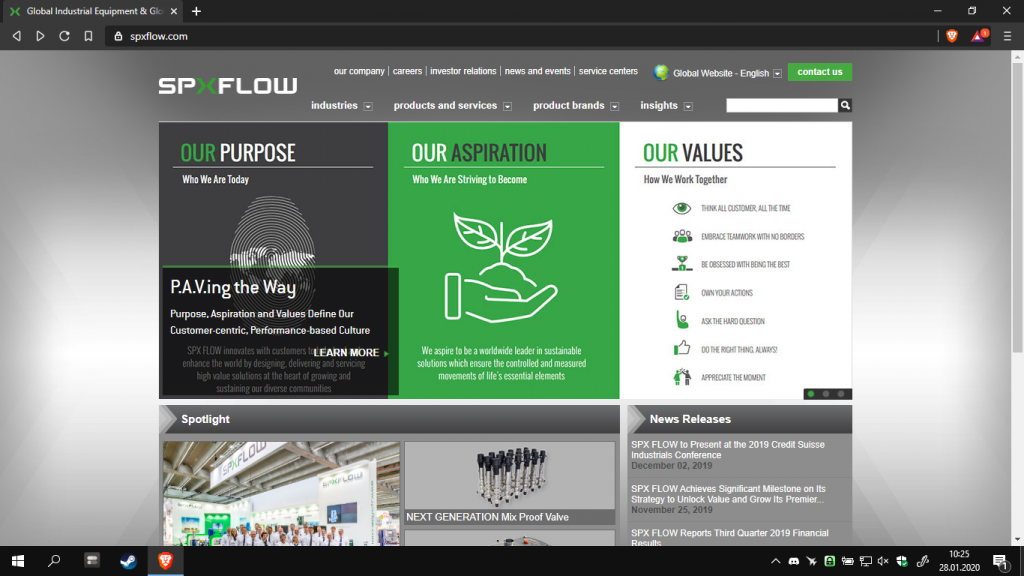 Global Industrial Equipment & Glo
spxflow.com
SPXFLOW
our company | careers | investor relations | news and events | service centers
Global Website - English
contact us
industries
products and services
product brands
insights
OUR PURPOSE
Who We Are Today
P.A.V.ing the Way
Purpose, Aspiration and Values Define Our
Customer-centric, Performance-based Culture
LEARN MORE
SPX FLOW innovates with customers to
enhance the world by designing, delivering and servicing
high value solutions at the heart of growing and
sustaining our diverse communities
OUR ASPIRATION
Who We Are Striving to Become
We aspire to be a worldwide leader in sustainable
solutions which ensure the controlled and measured
movements of life's essential elements
OUR VALUES
How We Work Together
THINK ALL CUSTOMER, ALL THE TIME
EMBRACE TEAMWORK WITH NO BORDERS
BE OBSESSED WITH BEING THE BEST
OWN YOUR ACTIONS
ASK THE HARD QUESTION
DO THE RIGHT THING, ALWAYS!
APPRECIATE THE MOMENT
Spotlight
SPXFLOW
SPXFLOW
NEXT GENERATION Mix Proof Valve
News Releases
SPX FLOW to Present at the 2019 Credit Suisse
Industrials Conference
December 02, 2019
SPX FLOW Achieves Significant Milestone on Its
Strategy to Unlock Value and Grow Its Premier...
November 25, 2019
SPX FLOW Reports Third Quarter 2019 Financial
Results
10:25
28.01.2020
1